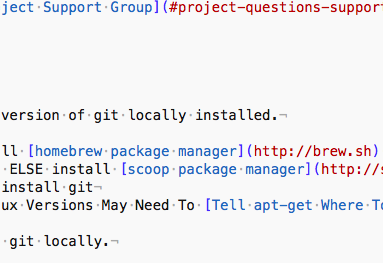 ject Support Group](#project-questions-support
version of git locally installed.¬
ll [homebrew package manager](http://brew.sh)
ELSE install [scoop package manager](http://s
install git¬
ux Versions May Need To [Tell apt-get Where To
git locally.¬